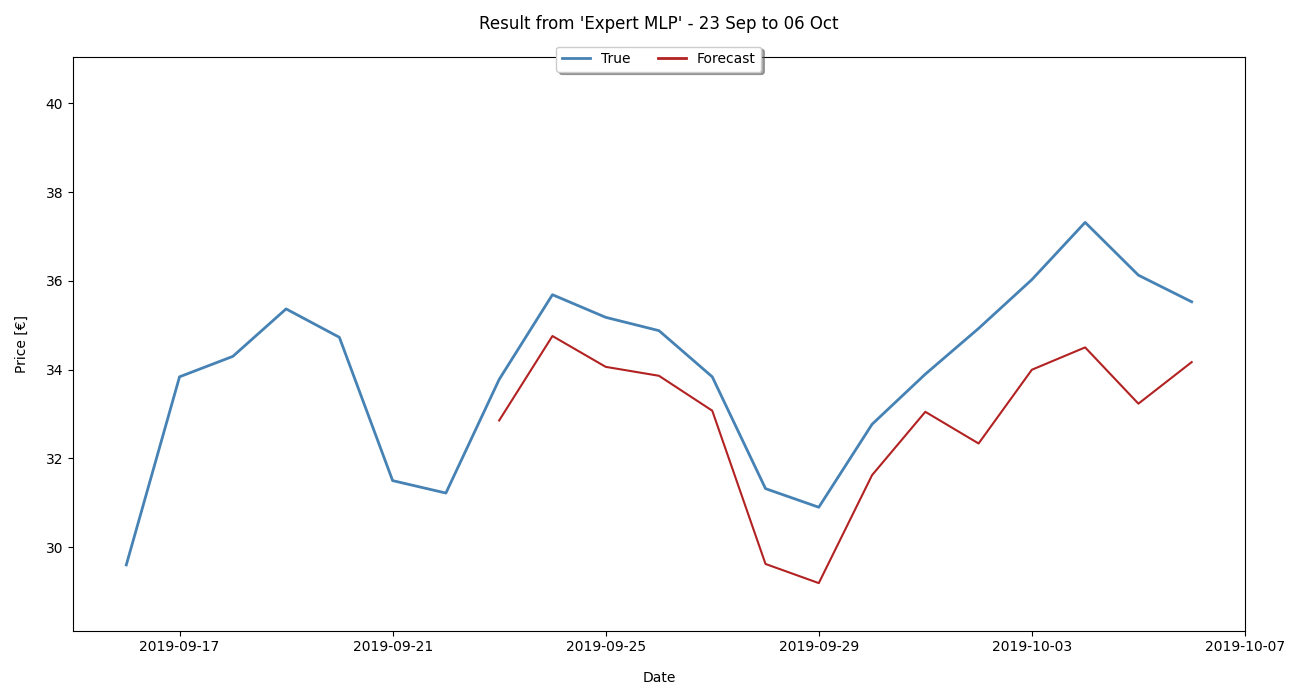 Result from 'Expert MLP' - 23 Sep to 06 Oct
True Forecast
40
38
36
34
32
30
Price [€]
2019-09-17 2019-09-21 2019-09-25 2019-09-29 2019-10-03 2019-10-07
Date